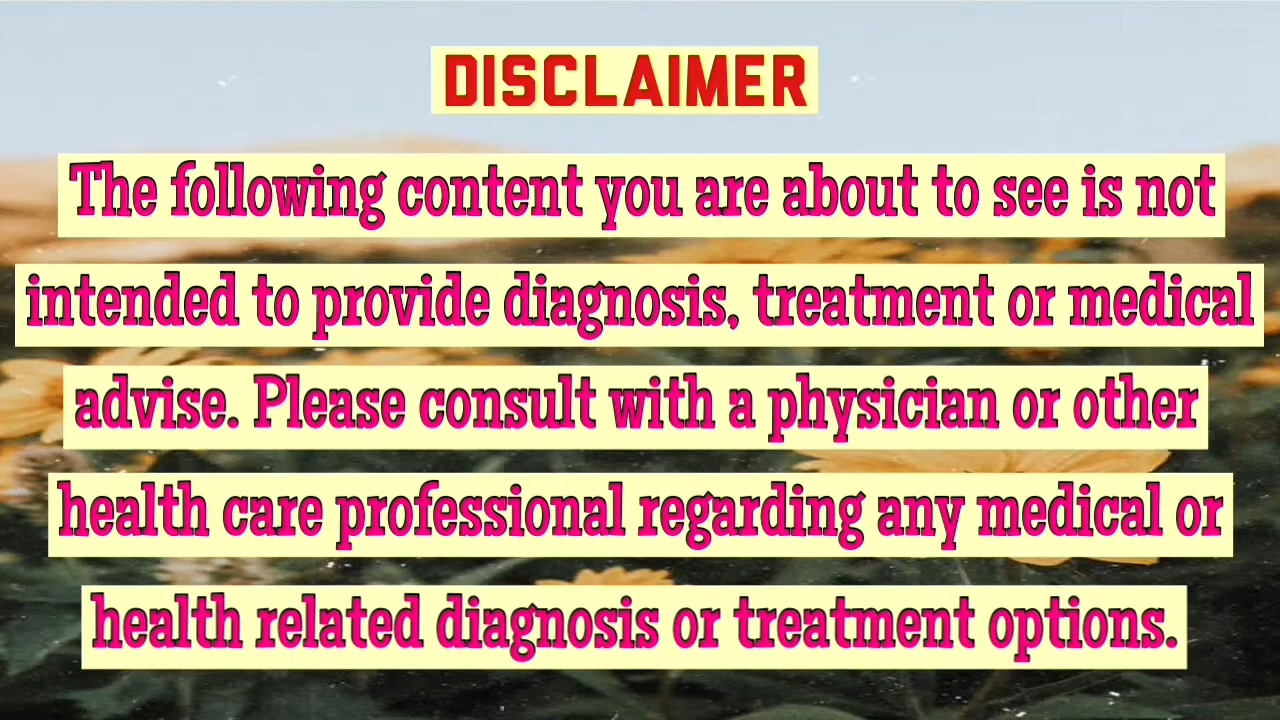 DISCLAIMER
The following content you are about to see is not
intended to provide diagnosis, treatment or medical
advise. Please consult with a physician or other
health care professional regarding any medical or
health related diagnosis or treatment options.